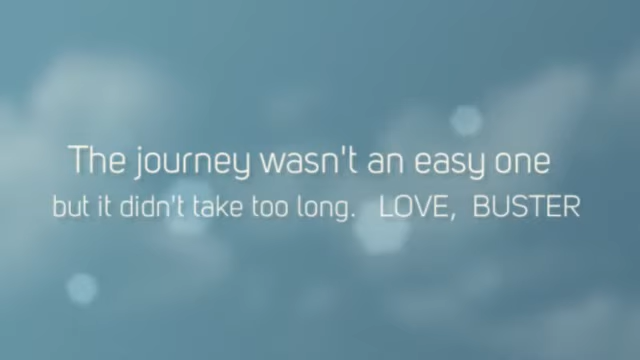 The journey wasn't an easy one
but it didn't take too long. LOVE, BUSTER